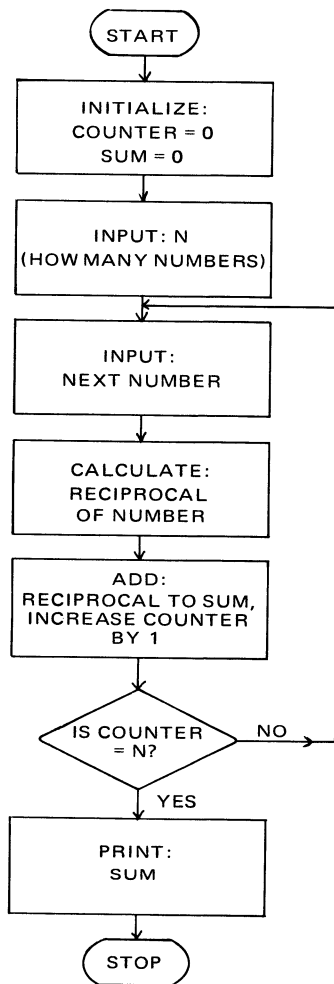 START
INITIALIZE:
COUNTER = 0
SUM = 0
INPUT: N
(HOW MANY NUMBERS)
INPUT:
NEXT NUMBER
CALCULATE:
RECIPROCAL
OF NUMBER
ADD:
RECIPROCAL TO SUM,
INCREASE COUNTER
BY 1
IS COUNTER
= N?
NO
YES
PRINT:
SUM
STOP